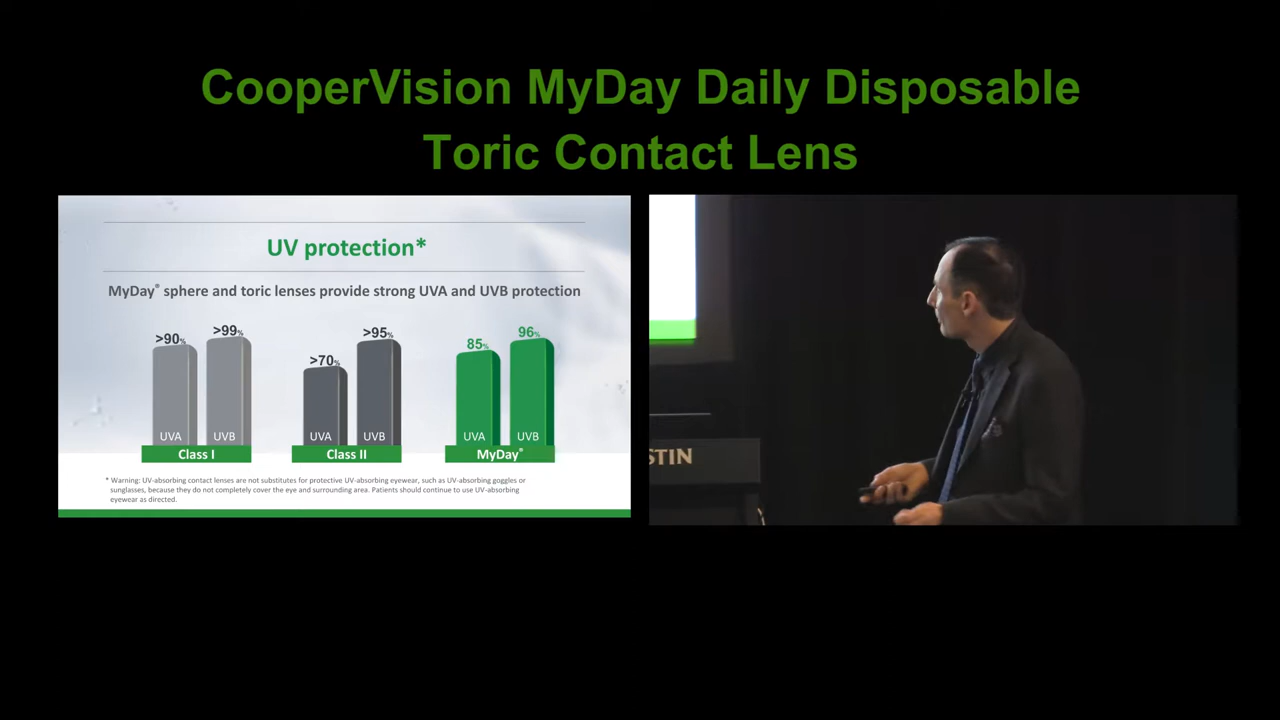 CooperVision MyDay Daily Disposable
Toric Contact Lens
UV protection*
MyDay® sphere and toric lenses provide strong UVA and UVB protection
>90% >99% >70% >95% 85% 96%
UVA UVB UVA UVB UVA UVB
Class I Class II MyDay®
* Warning: UV-absorbing contact lenses are not substitutes for protective UV-absorbing eyewear, such as UV-absorbing goggles or
sunglasses, because they do not completely cover the eye and surrounding area. Patients should continue to use UV-absorbing
eyewear as directed.
STIN